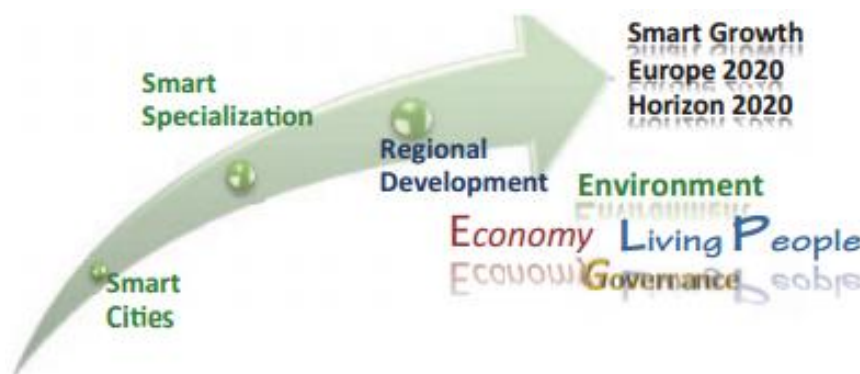 Smart Growth
Europe 2020
Horizon 2020
Smart
Specialization
Regional
Development
Environment
Economy Living People
Governance
Smart
Cities